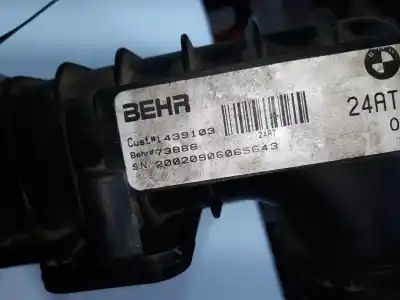 BEHR
Cust#1439103
Behr#73888
S.N. 20020906065643
24AT
24AT